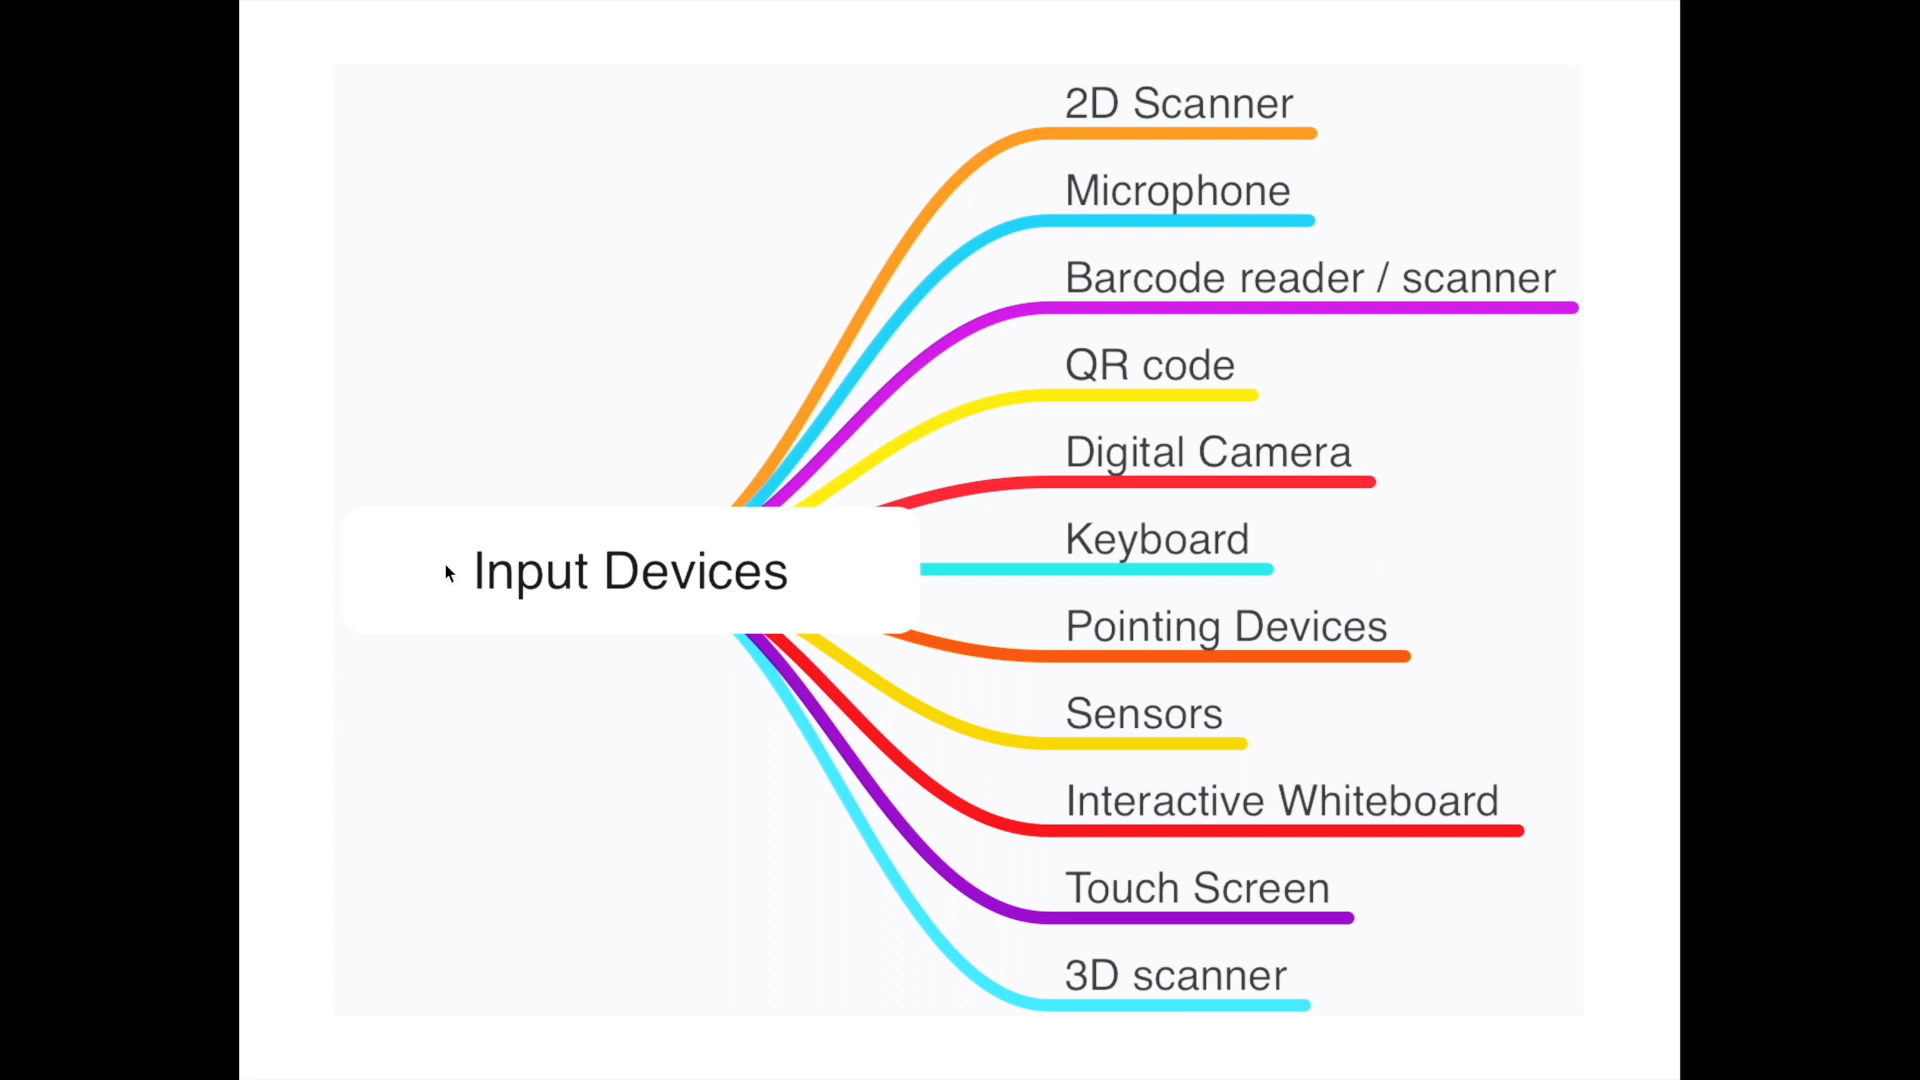 2D Scanner
Microphone
Barcode reader / scanner
QR code
Digital Camera
Input Devices
Keyboard
Pointing Devices
Sensors
Interactive Whiteboard
Touch Screen
3D scanner